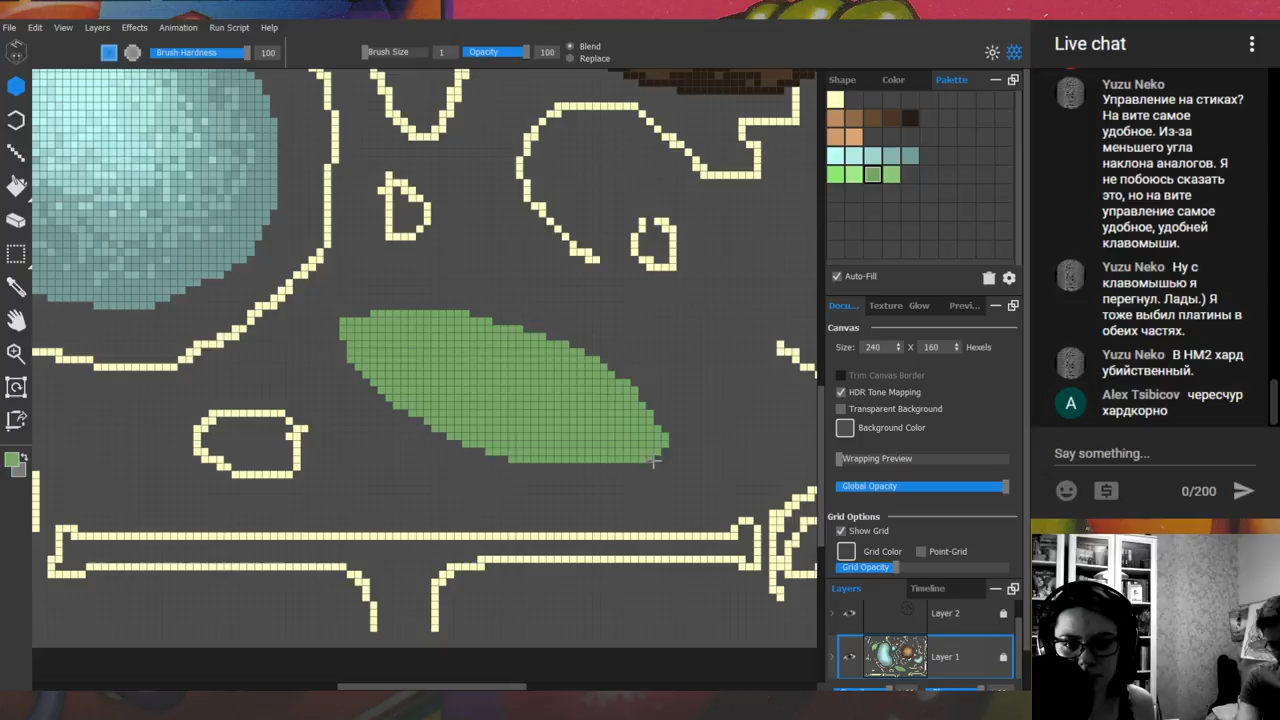 File Edit View Layers Effects Animation Run Script Help
Brush Hardness 100 Brush Size 1 Opacity 100 Blend
Replace
Shape Color Palette
Auto-Fill
Docu... Texture Glow Previ...
Canvas
Size: 240 X 160 Hexels
Trim Canvas Border
HDR Tone Mapping
Transparent Background
Background Color
Wrapping Preview
Global Opacity
Grid Options
Show Grid
Grid Color Point-Grid
Grid Opacity
Layers Timeline
Layer 2
Layer 1
Live chat
Yuzu Neko
Управление на стиках?
На вите самое
удобное. Из-за
меньшего угла
наклона аналогов. Я
не побоюсь сказать
это, но на вите
управление самое
удобное, удобней
клавомыши.
Yuzu Neko Ну с
клавомышью я
перегнул. Лады.) Я
тоже выбил платины в
обеих частях.
Yuzu Neko В HM2 хард
убийственный.
A Alex Tsibicov чересчур
хардкорно
Say something...
0/200